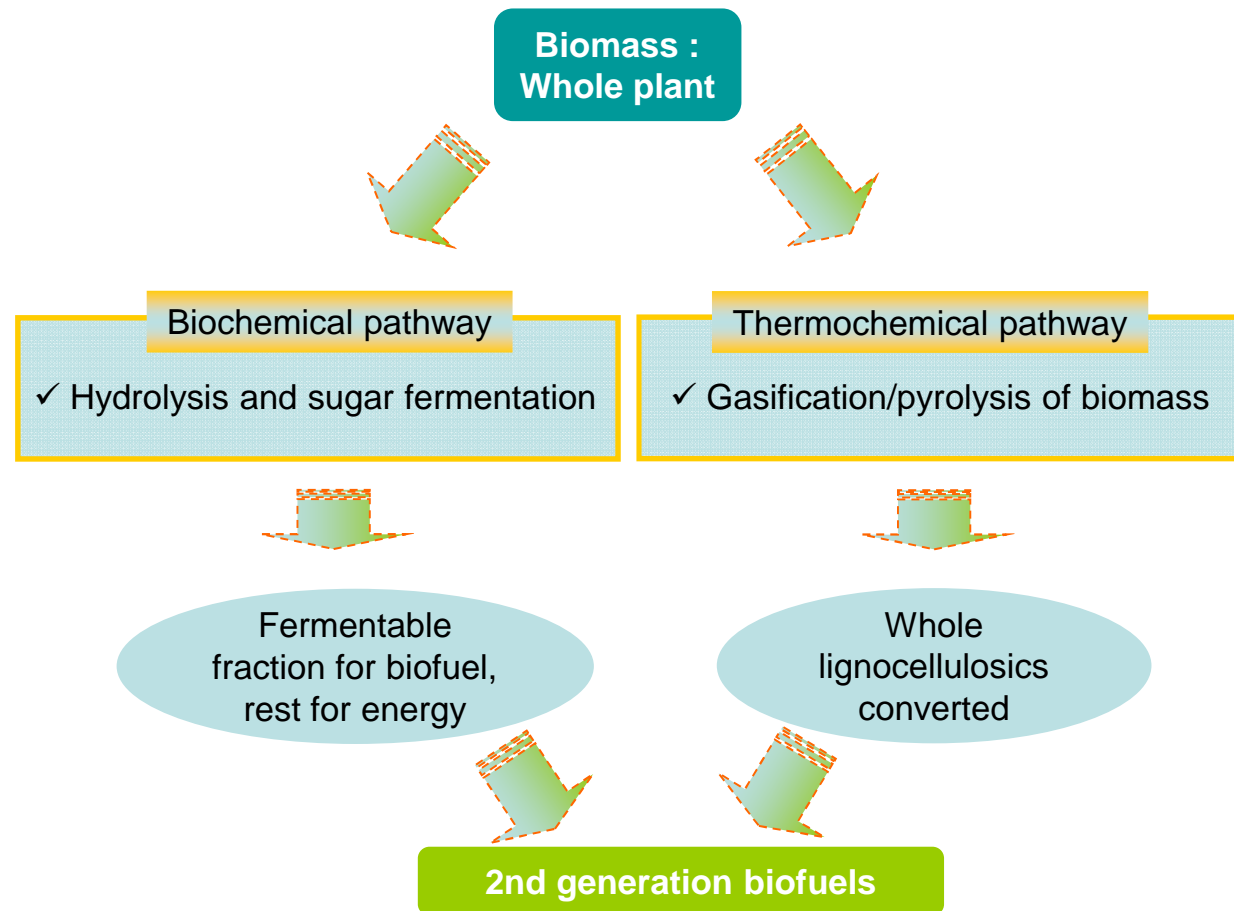 Biomass :
Whole plant
Biochemical pathway
✓ Hydrolysis and sugar fermentation
Thermochemical pathway
✓ Gasification/pyrolysis of biomass
Fermentable
fraction for biofuel,
rest for energy
Whole
lignocellulosics
converted
2nd generation biofuels